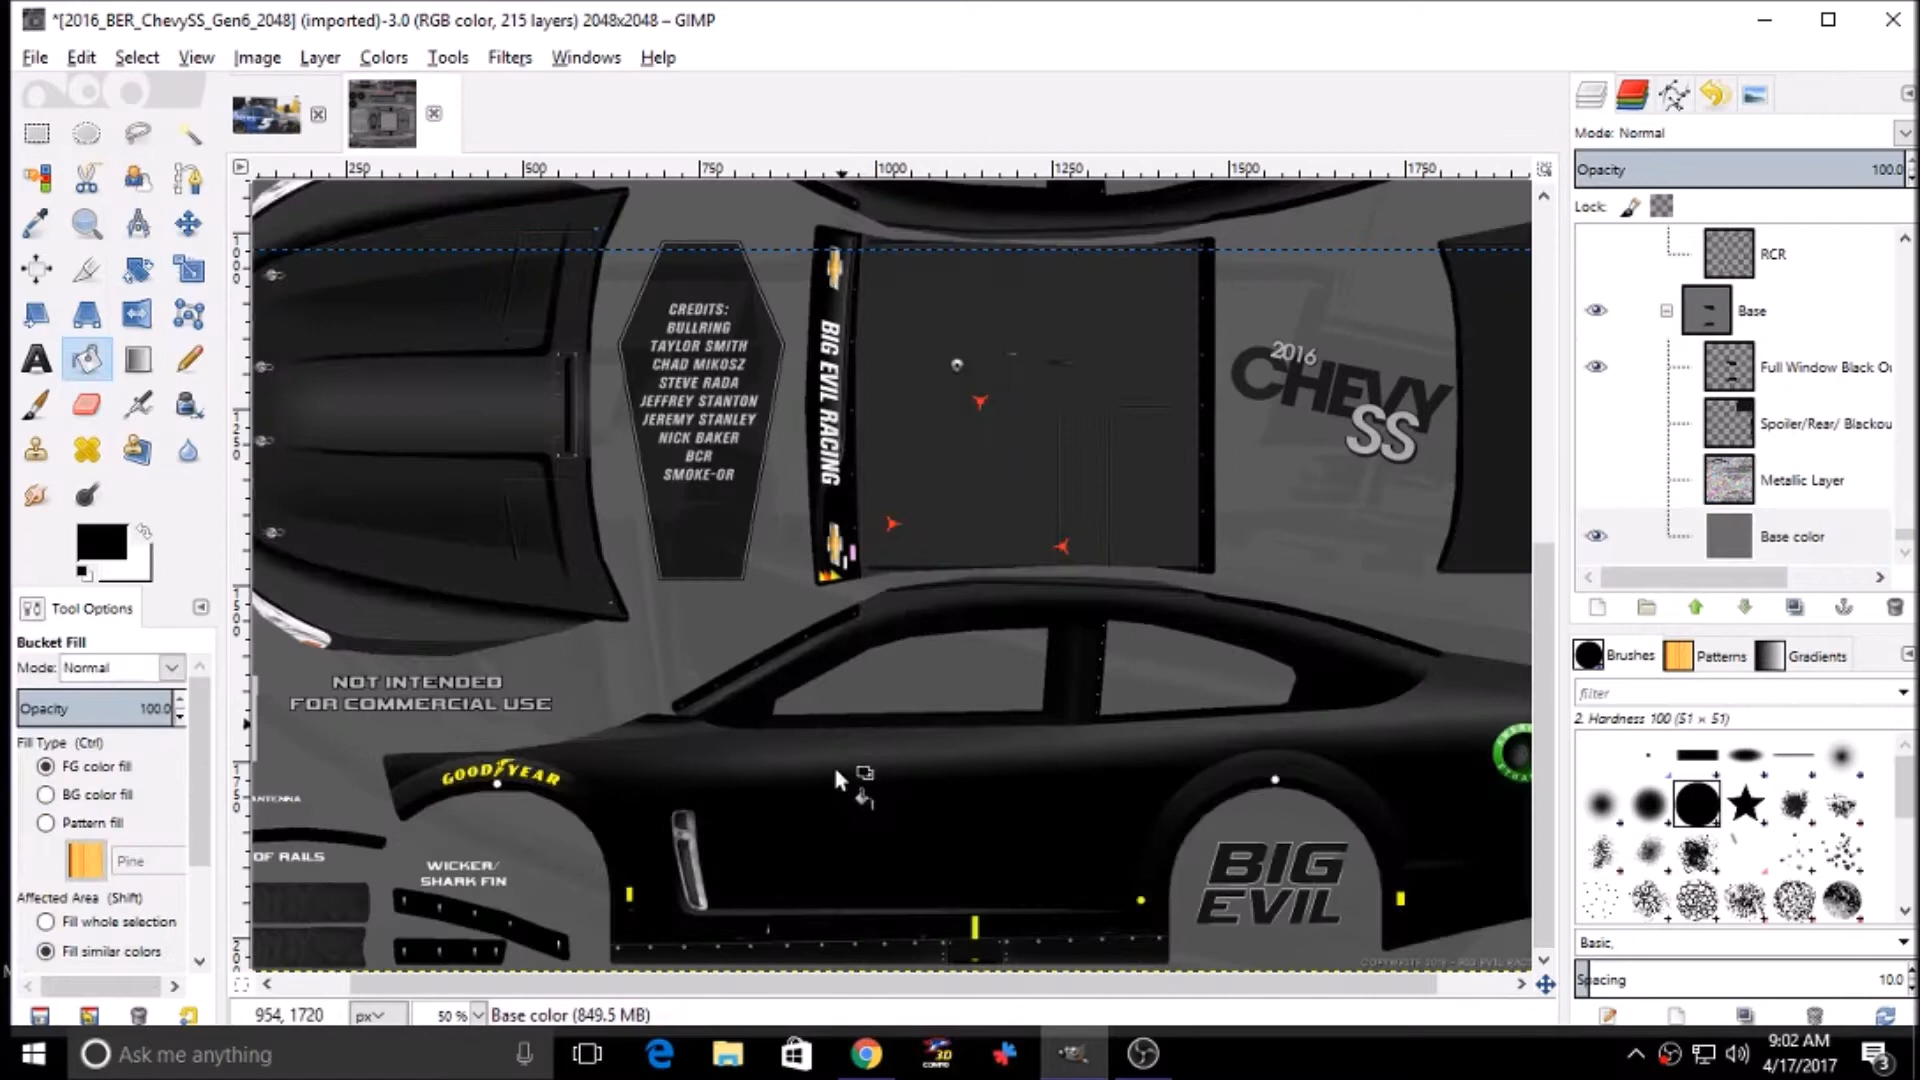 *[2016_BER_ChevySS_Gen6_2048] (imported)-3.0 (RGB color, 215 layers) 2048x2048 – GIMP
File Edit Select View Image Layer Colors Tools Filters Windows Help
Mode: Normal
Opacity 100.0
Lock:
250 500 750 1000 1250 1500 1750
RCR
Base
Full Window Black Ou
Spoiler/Rear/ Blackou
Metallic Layer
Base color
CREDITS:
BULLRING
TAYLOR SMITH
CHAD MIKOSZ
STEVE RADA
JEFFREY STANTON
JEREMY STANLEY
NICK BAKER
BCR
SMOKE-OR
BIG EVIL RACING
2016
CHEVY
SS
NOT INTENDED
FOR COMMERCIAL USE
GOODYEAR
ANTENNA
OF RAILS
WICKER/
SHARK FIN
BIG
EVIL
Tool Options
Bucket Fill
Mode: Normal
Opacity 100.0
Fill Type (Ctrl)
FG color fill
BG color fill
Pattern fill
Pine
Affected Area (Shift)
Fill whole selection
Fill similar colors
Brushes Patterns Gradients
filter
2. Hardness 100 (51 × 51)
Basic,
Spacing 10.0
954, 1720 px 50 % Base color (849.5 MB)
Ask me anything
9:02 AM
4/17/2017
3